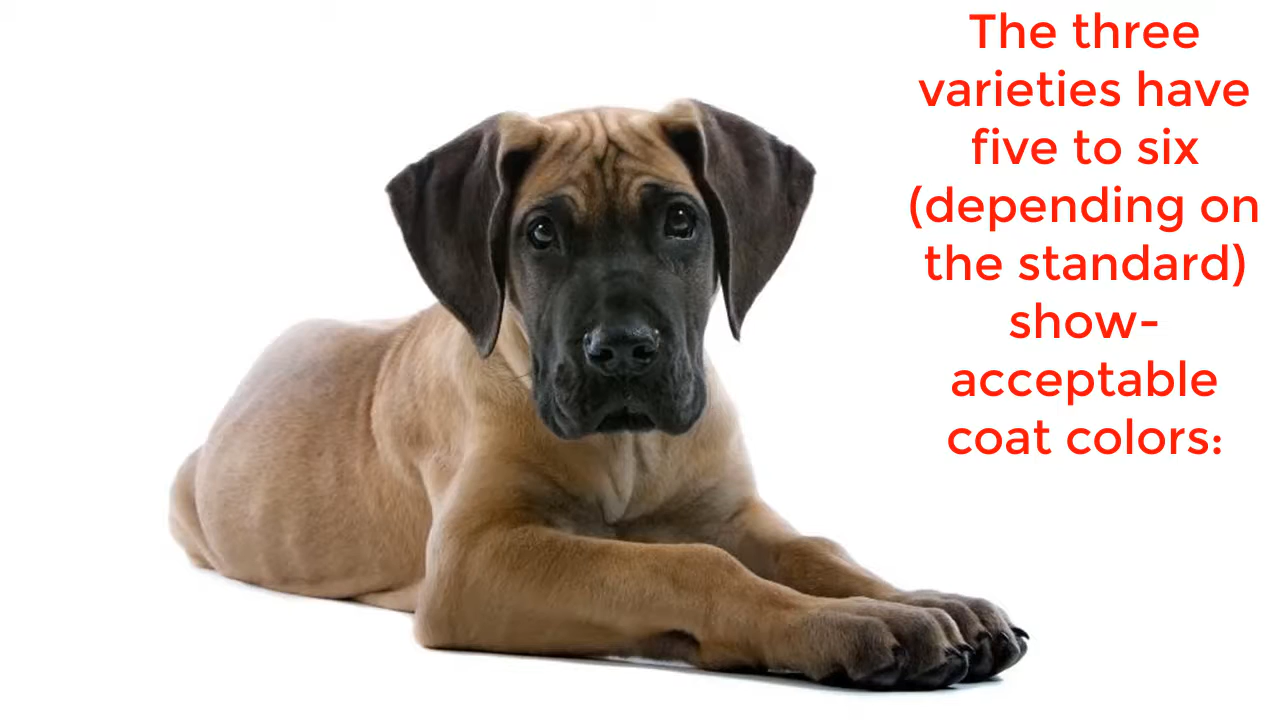 The three
varieties have
five to six
(depending on
the standard)
show-
acceptable
coat colors: